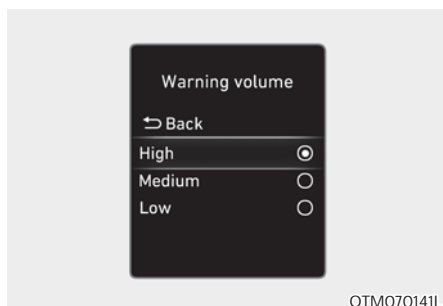 Warning volume
Back
High
Medium
Low
OTM070141L